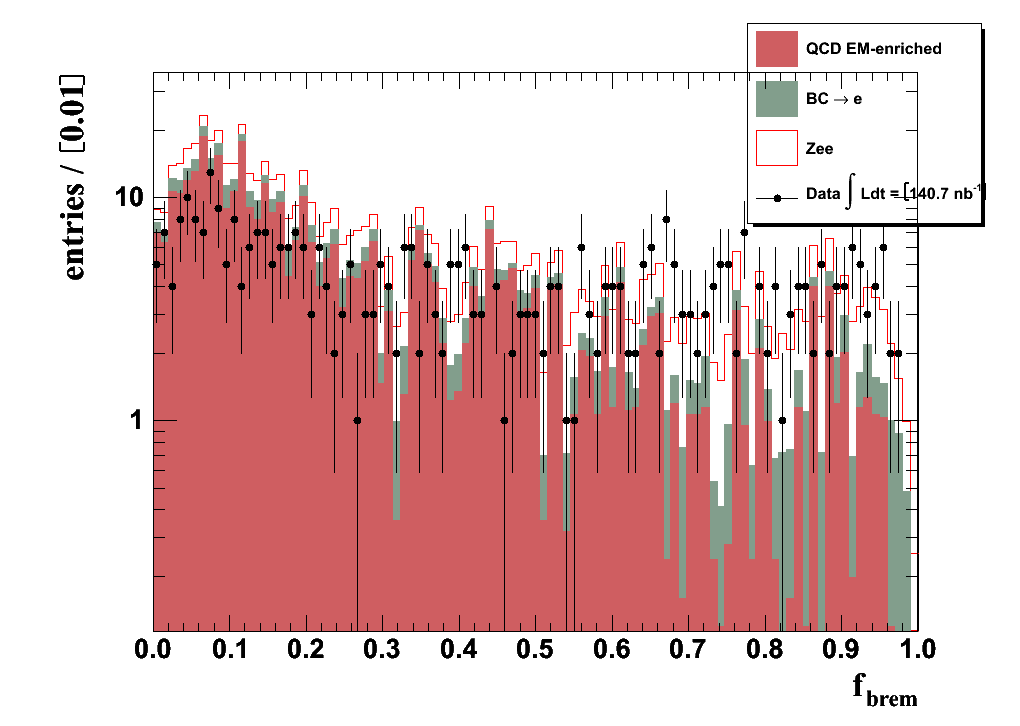 QCD EM-enriched
BC → e
Zee
Data ∫ Ldt = [140.7 nb⁻¹]
entries / [0.01]
10
1
0.0 0.1 0.2 0.3 0.4 0.5 0.6 0.7 0.8 0.9 1.0
f_brem